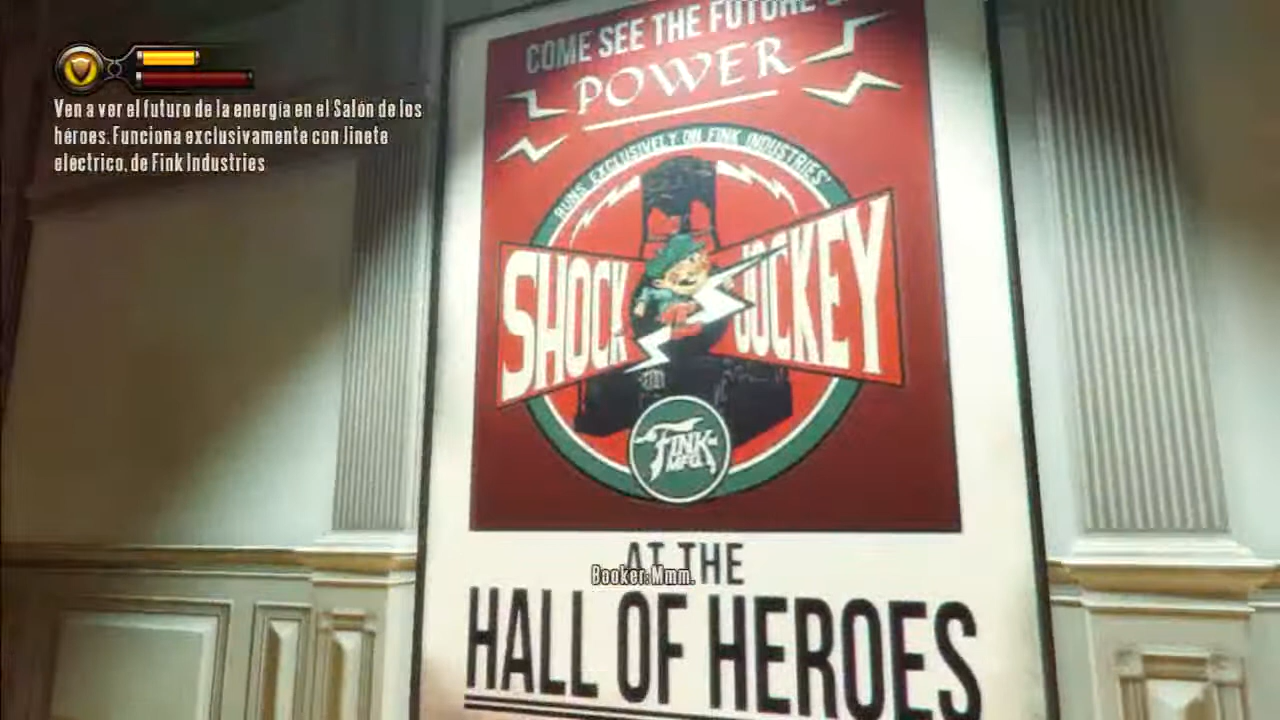 Ven a ver el futuro de la energía en el Salón de los
héroes. Funciona exclusivamente con Jinete
eléctrico, de Fink Industries
COME SEE THE FUTURE
POWER
RUNS EXCLUSIVELY ON FINK INDUSTRIES'
SHOCK JOCKEY
FINK
MFG.
AT THE
Booker: Mmm.
HALL OF HEROES